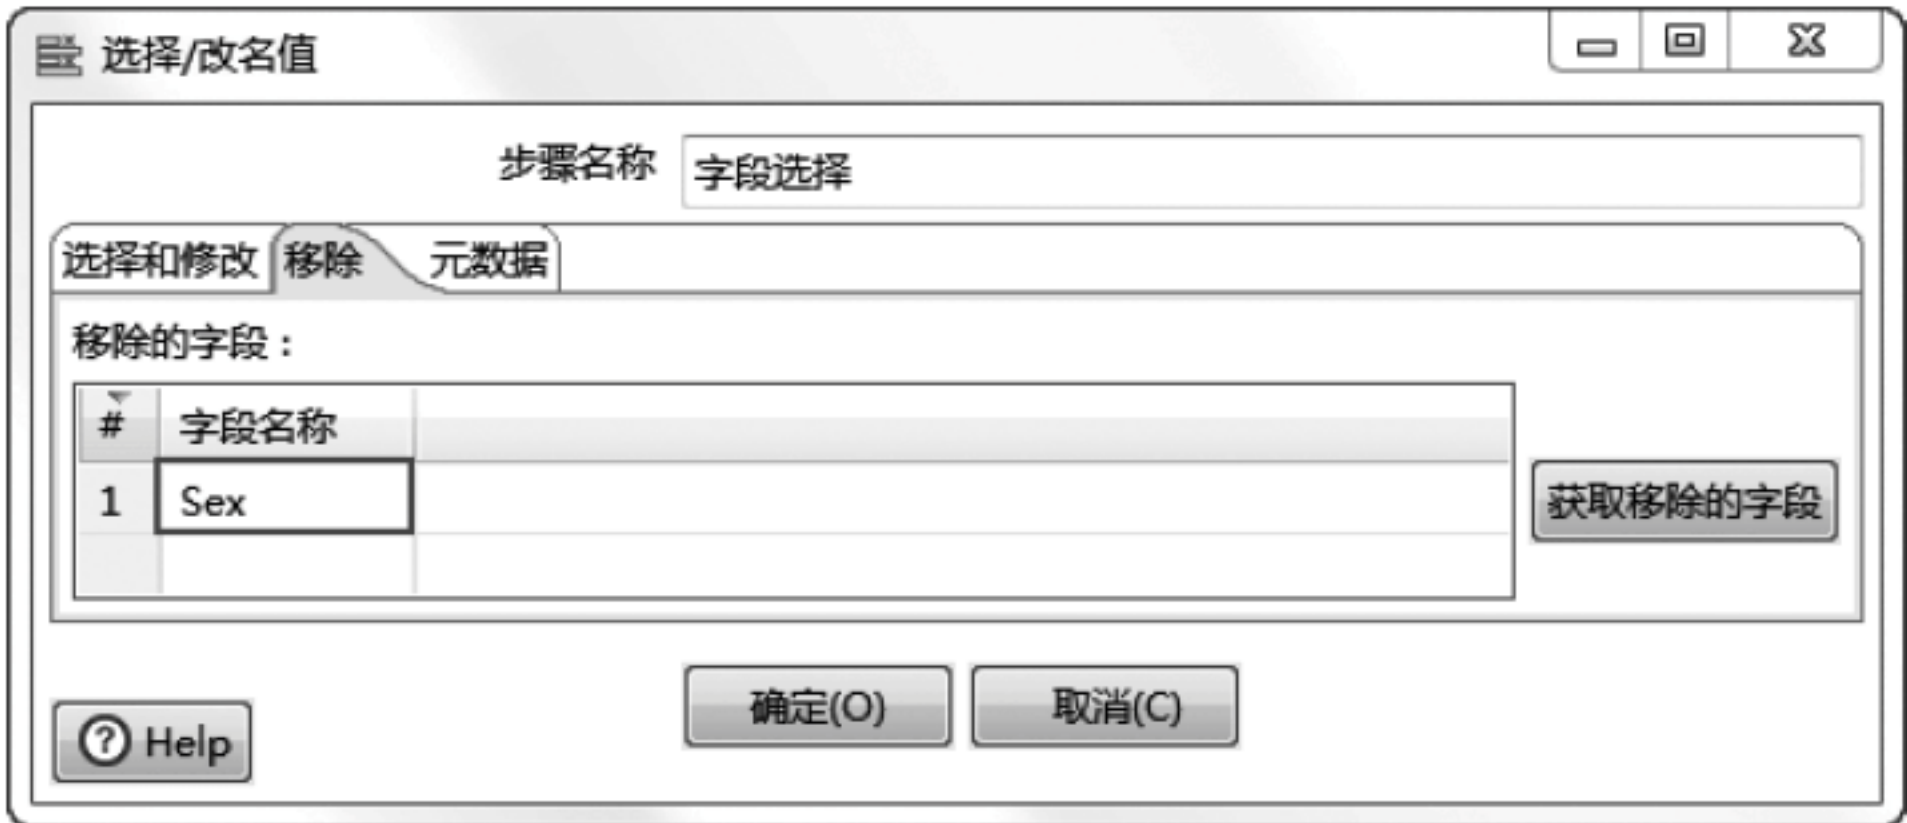 选择/改名值
步骤名称 字段选择
选择和修改 移除 元数据
移除的字段：
# 字段名称
1 Sex
获取移除的字段
确定(O) 取消(C)
Help